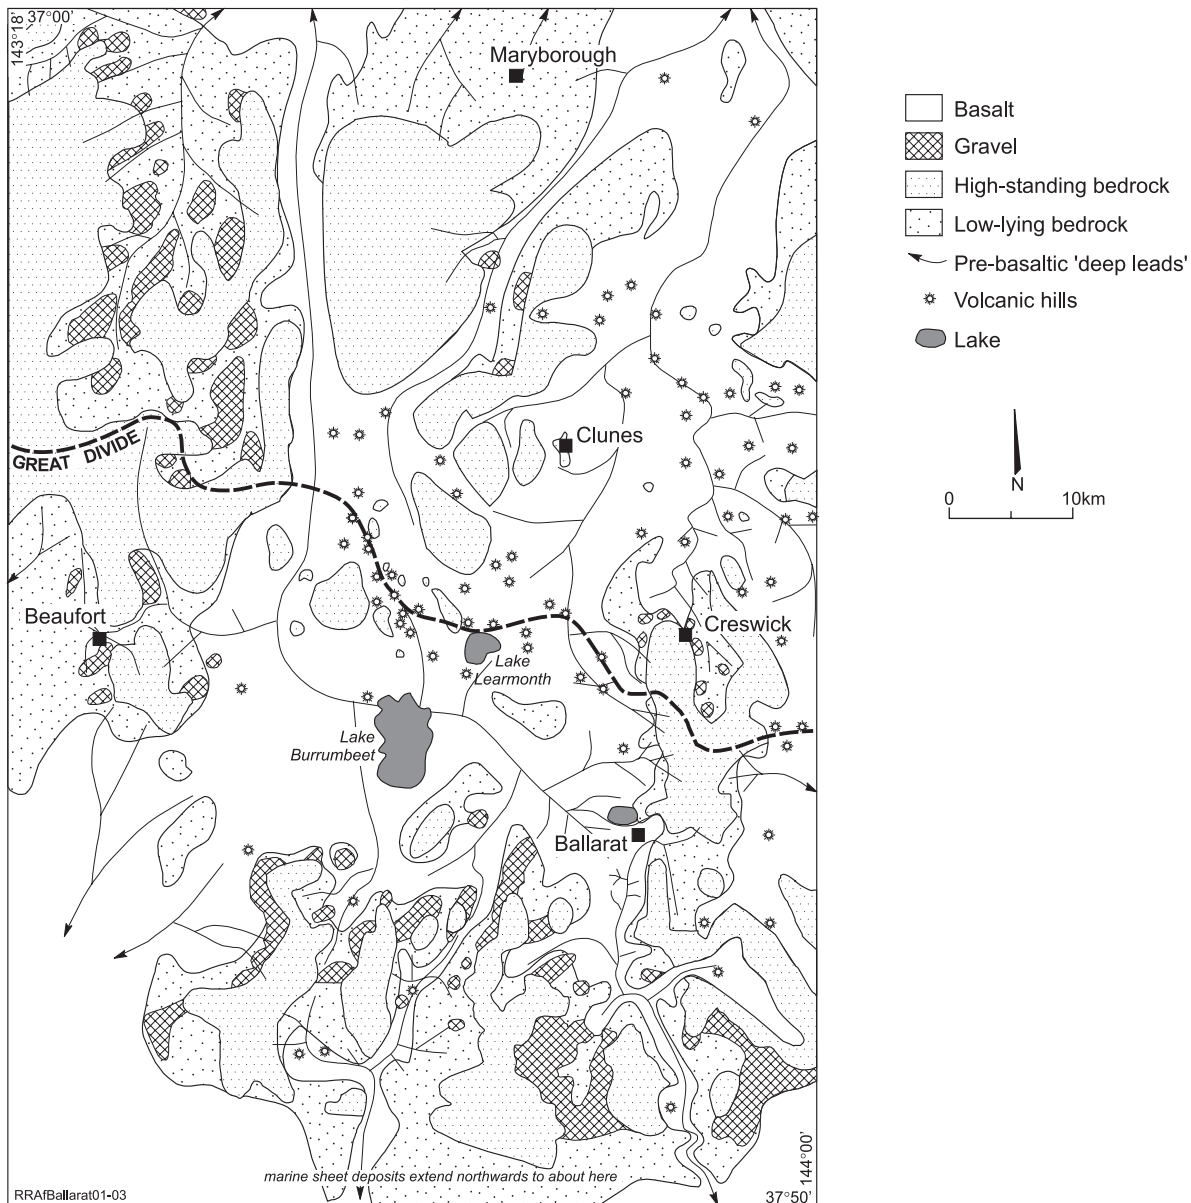 143°18'
37°00'
Maryborough
Basalt
Gravel
High-standing bedrock
Low-lying bedrock
Pre-basaltic 'deep leads'
Volcanic hills
Lake
Clunes
GREAT DIVIDE
N
0 10km
Beaufort
Creswick
Lake
Learmonth
Lake
Burrumbeet
Ballarat
marine sheet deposits extend northwards to about here
144°00'
37°50'
RRAfBallarat01-03